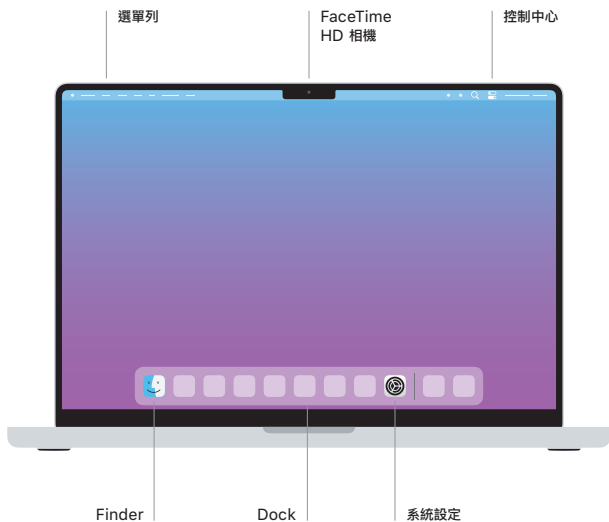 選單列
FaceTime
HD 相機
控制中心
Finder
Dock
系統設定